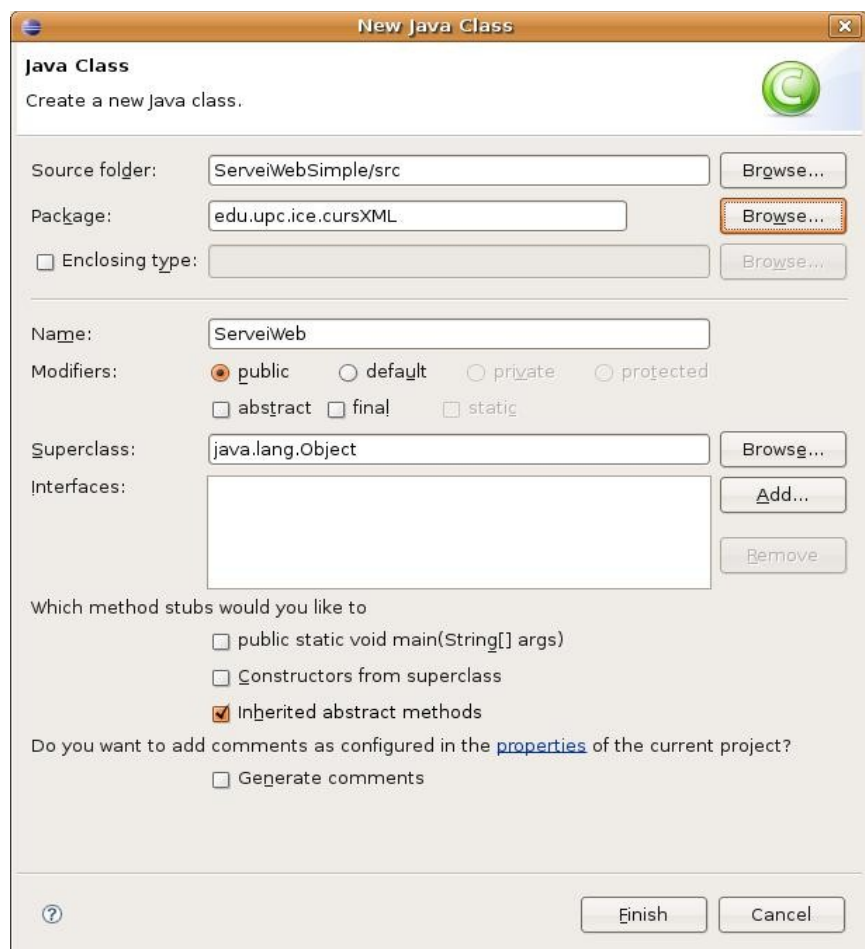 New Java Class
Java Class
Create a new Java class.
Source folder: ServeiWebSimple/src Browse...
Package: edu.upc.ice.cursXML Browse...
Enclosing type: Browse...
Name: ServeiWeb
Modifiers: public default private protected
abstract final static
Superclass: java.lang.Object Browse...
Interfaces: Add...
Remove
Which method stubs would you like to
public static void main(String[] args)
Constructors from superclass
Inherited abstract methods
Do you want to add comments as configured in the properties of the current project?
Generate comments
? Finish Cancel